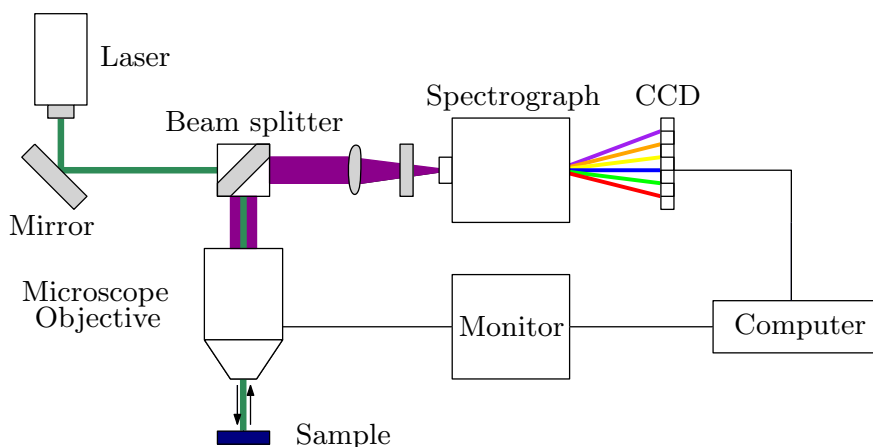 Laser
Spectrograph
CCD
Beam splitter
Mirror
Microscope
Objective
Monitor
Computer
Sample